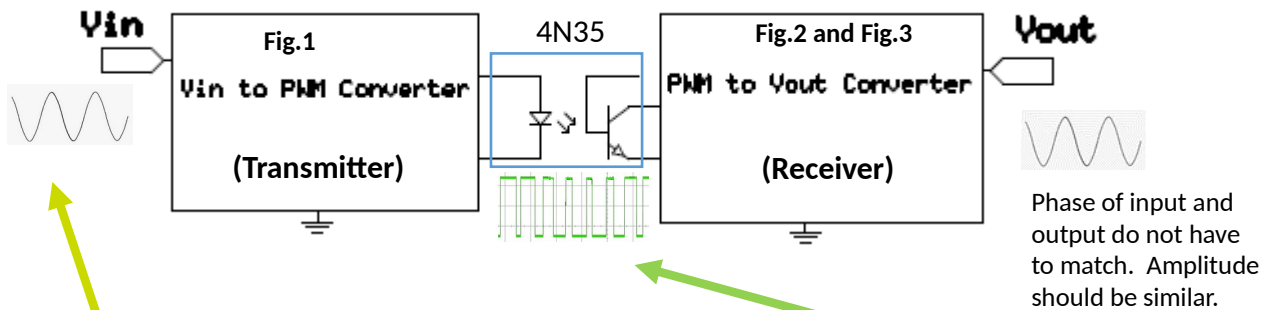 Vin
Fig.1
Vin to PWM Converter
(Transmitter)
4N35
Fig.2 and Fig.3
PWM to Vout Converter
(Receiver)
Vout
Phase of input and
output do not have
to match. Amplitude
should be similar.